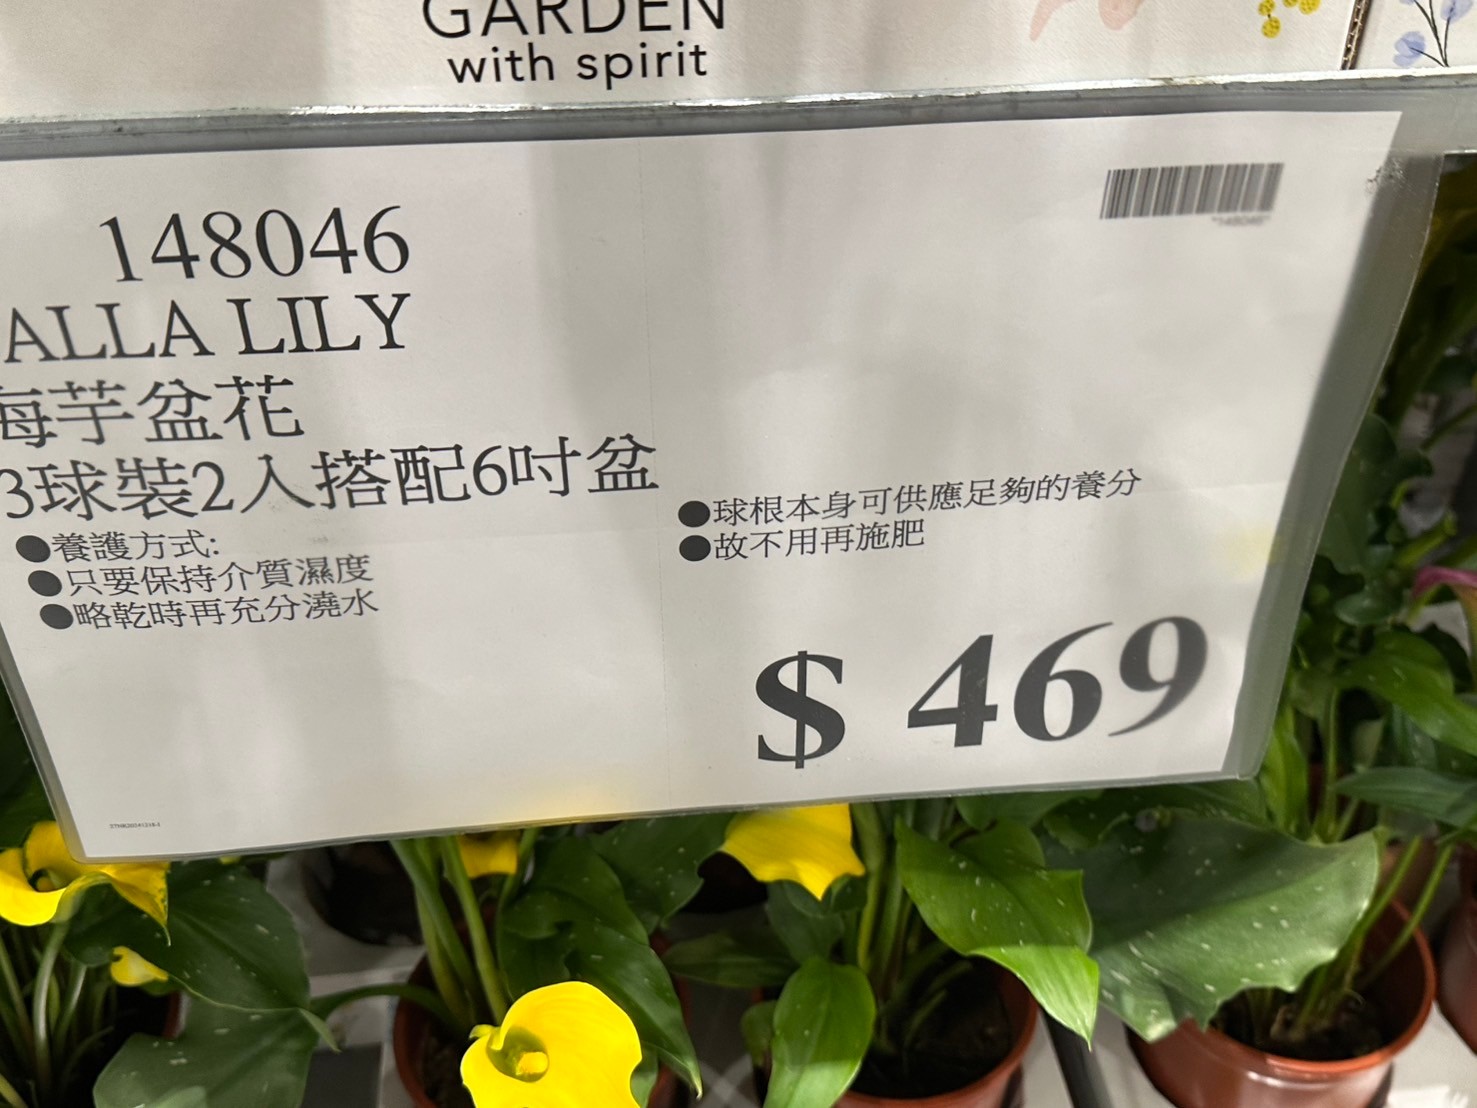 GARDEN
with spirit
148046
ALLA LILY
海芋盆花
3球裝2入搭配6吋盆
●養護方式:
●只要保持介質濕度
●略乾時再充分澆水
●球根本身可供應足夠的養分
●故不用再施肥
$ 469